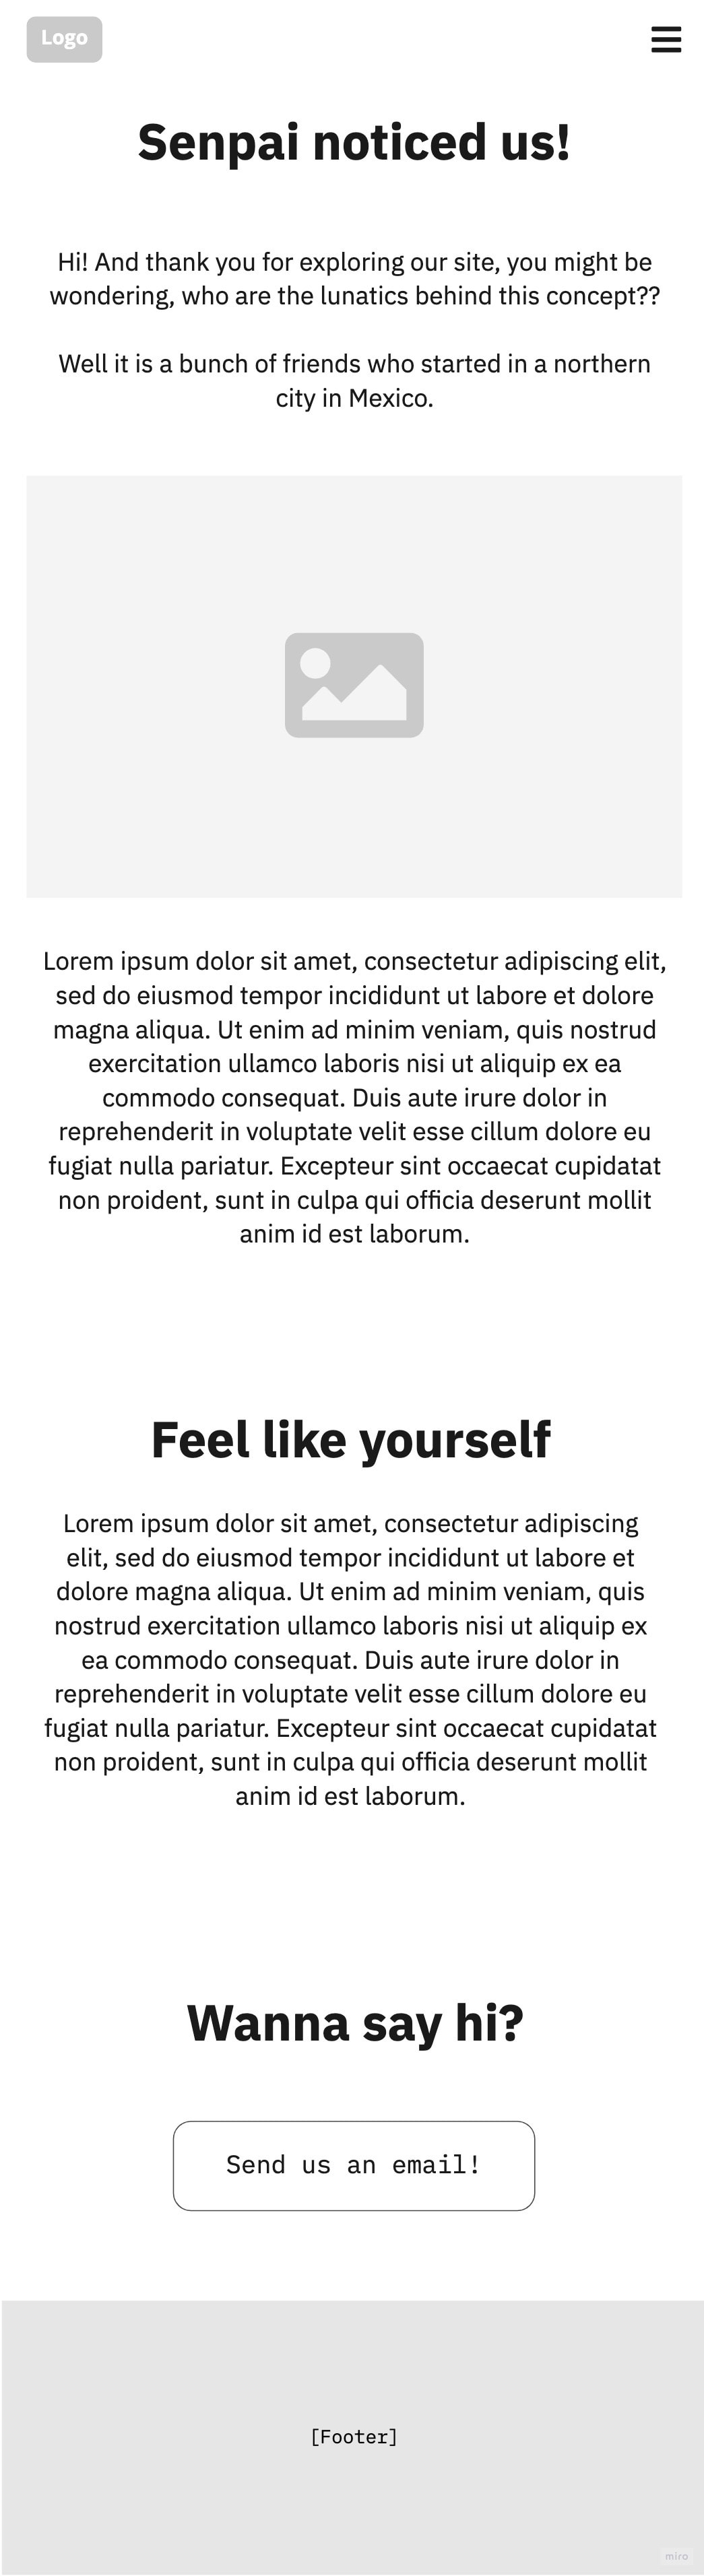 Logo
Senpai noticed us!
Hi! And thank you for exploring our site, you might be
wondering, who are the lunatics behind this concept??
Well it is a bunch of friends who started in a northern
city in Mexico.
Lorem ipsum dolor sit amet, consectetur adipiscing elit,
sed do eiusmod tempor incididunt ut labore et dolore
magna aliqua. Ut enim ad minim veniam, quis nostrud
exercitation ullamco laboris nisi ut aliquip ex ea
commodo consequat. Duis aute irure dolor in
reprehenderit in voluptate velit esse cillum dolore eu
fugiat nulla pariatur. Excepteur sint occaecat cupidatat
non proident, sunt in culpa qui officia deserunt mollit
anim id est laborum.
Feel like yourself
Lorem ipsum dolor sit amet, consectetur adipiscing
elit, sed do eiusmod tempor incididunt ut labore et
dolore magna aliqua. Ut enim ad minim veniam, quis
nostrud exercitation ullamco laboris nisi ut aliquip ex
ea commodo consequat. Duis aute irure dolor in
reprehenderit in voluptate velit esse cillum dolore eu
fugiat nulla pariatur. Excepteur sint occaecat cupidatat
non proident, sunt in culpa qui officia deserunt mollit
anim id est laborum.
Wanna say hi?
Send us an email!
[Footer]
miro